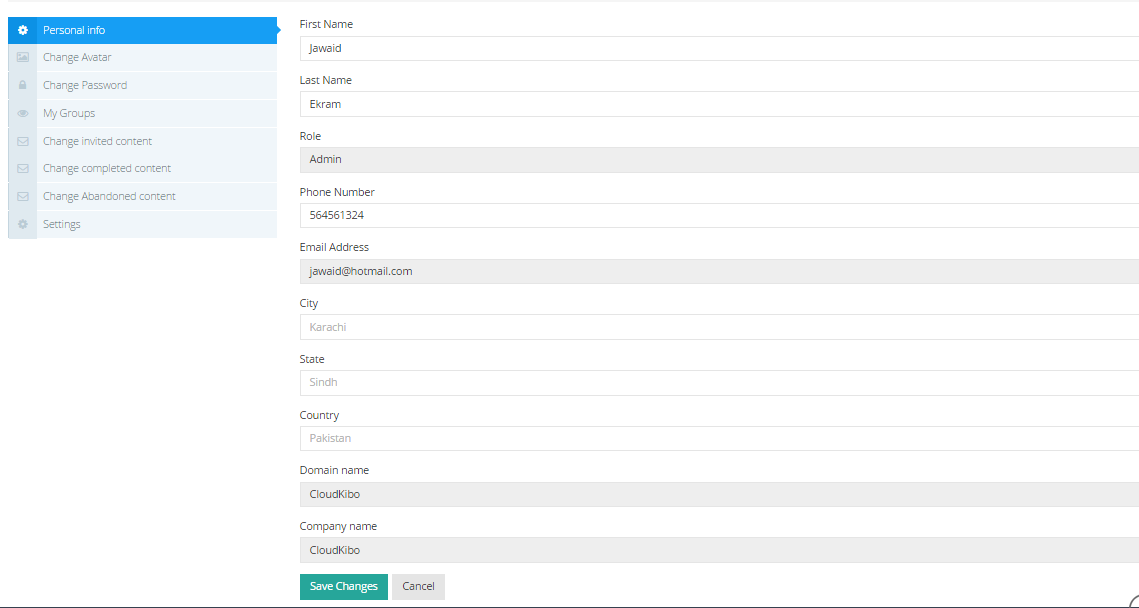 Personal info
Change Avatar
Change Password
My Groups
Change invited content
Change completed content
Change Abandoned content
Settings
First Name
Jawaid
Last Name
Ekram
Role
Admin
Phone Number
564561324
Email Address
jawaid@hotmail.com
City
Karachi
State
Sindh
Country
Pakistan
Domain name
CloudKibo
Company name
CloudKibo
Save Changes Cancel